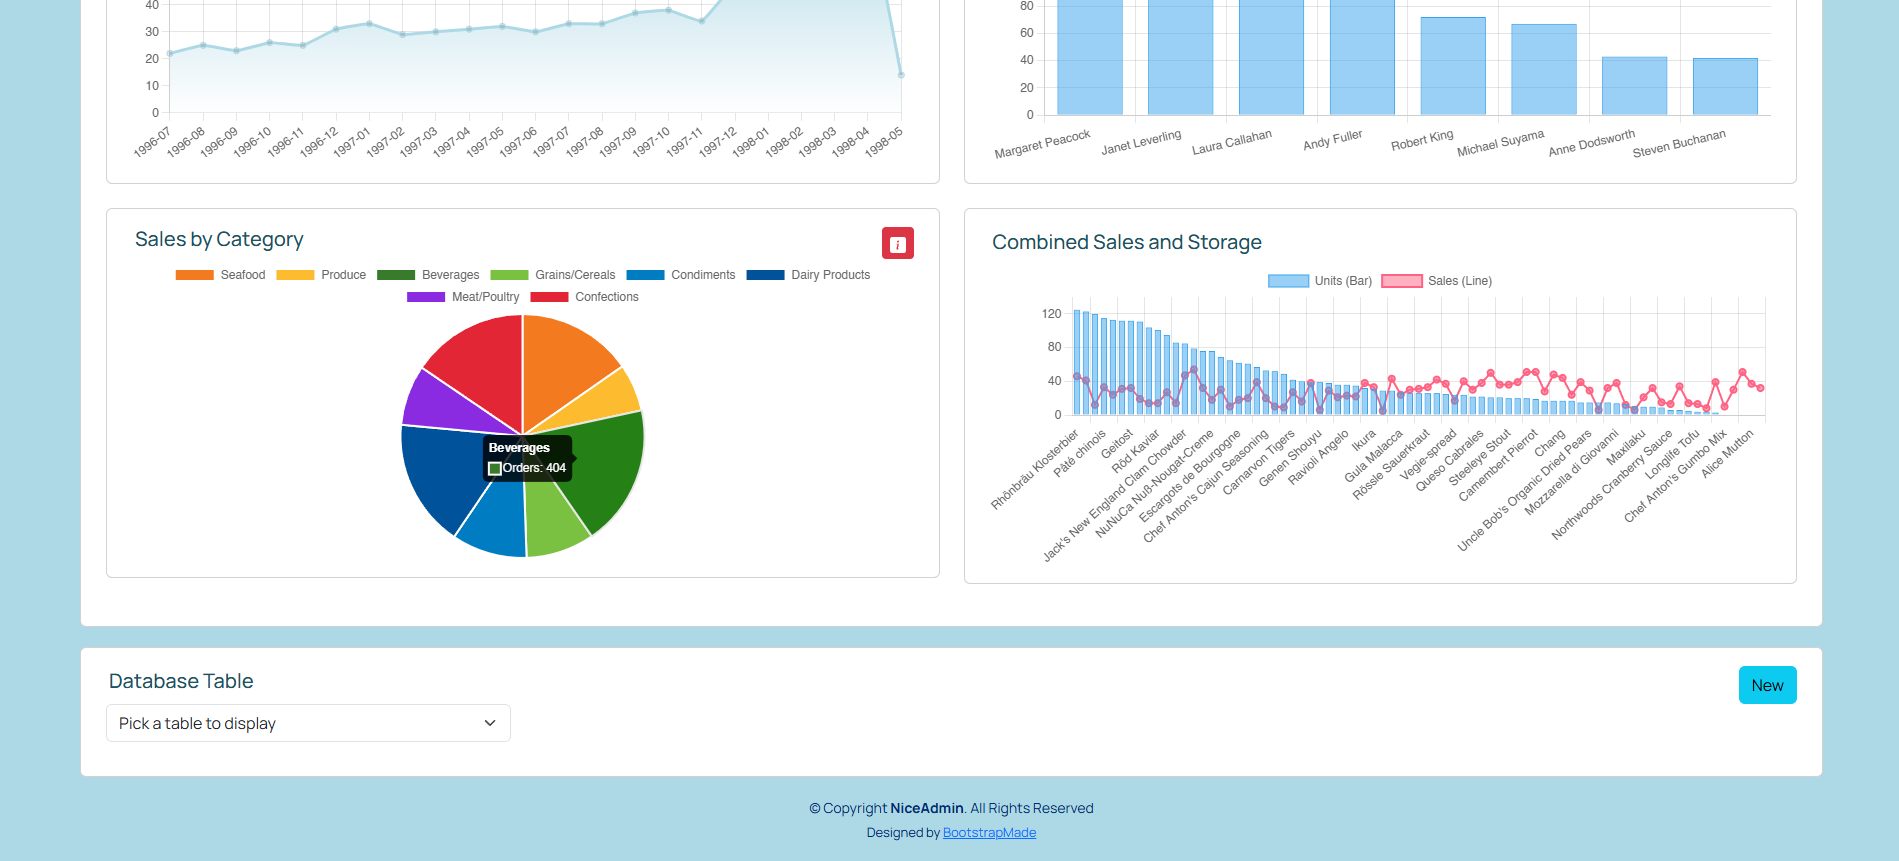 40
30
20
10
0
1996-07 1996-08 1996-09 1996-10 1996-11 1996-12 1997-01 1997-02 1997-03 1997-04 1997-05 1997-06 1997-07 1997-08 1997-09 1997-10 1997-11 1997-12 1998-01 1998-02 1998-03 1998-04 1998-05
80
60
40
20
0
Margaret Peacock Janet Leverling Laura Callahan Andy Fuller Robert King Michael Suyama Anne Dodsworth Steven Buchanan
Sales by Category
i
Seafood Produce Beverages Grains/Cereals Condiments Dairy Products
Meat/Poultry Confections
Beverages
Orders: 404
Combined Sales and Storage
Units (Bar) Sales (Line)
120
80
40
0
Rhönbräu Klosterbier
Pâté chinois
Geitost
Röd Kaviar
Jack's New England Clam Chowder
NuNuCa Nuß-Nougat-Creme
Escargots de Bourgogne
Chef Anton's Cajun Seasoning
Carnarvon Tigers
Genen Shouyu
Ravioli Angelo
Ikura
Gula Malacca
Rössle Sauerkraut
Vegie-spread
Queso Cabrales
Steeleye Stout
Camembert Pierrot
Chang
Uncle Bob's Organic Dried Pears
Mozzarella di Giovanni
Maxilaku
Northwoods Cranberry Sauce
Longlife Tofu
Chef Anton's Gumbo Mix
Alice Mutton
Database Table
New
Pick a table to display
© Copyright NiceAdmin. All Rights Reserved
Designed by BootstrapMade